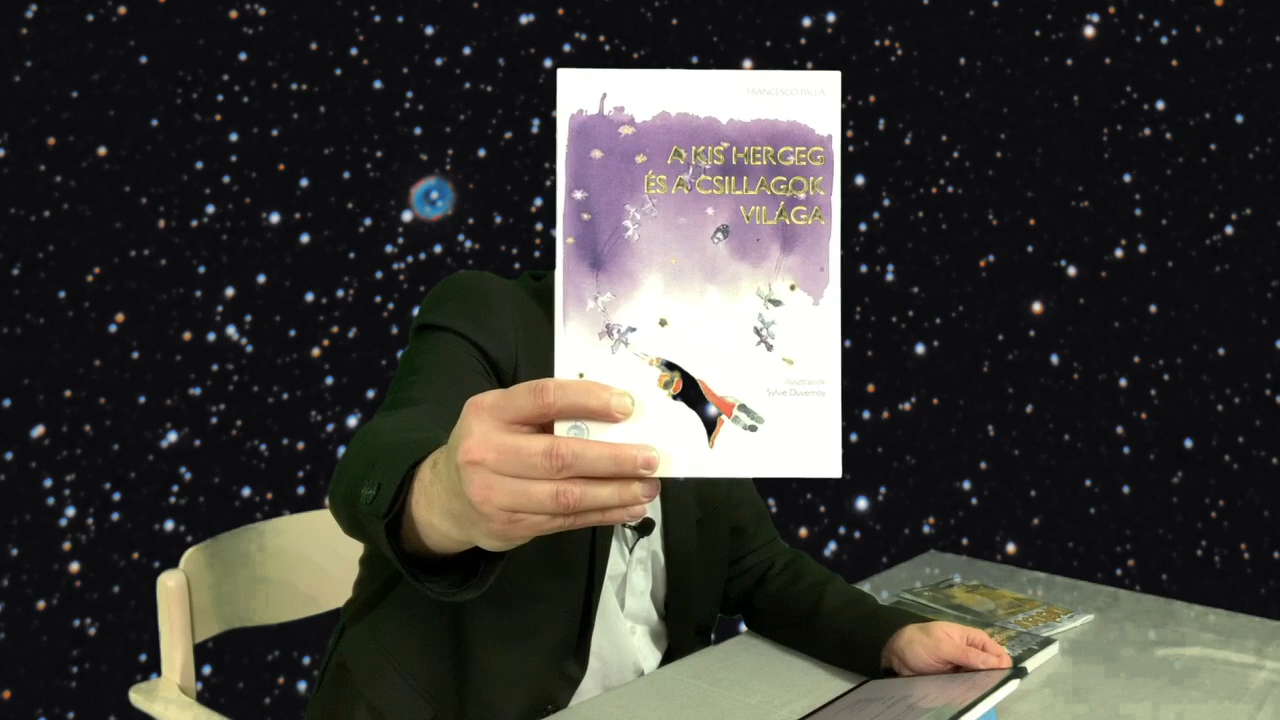 FRANCESCO PALLA
A KIS HERCEG
ÉS A CSILLAGOK
VILÁGA
illusztrációk
Sylvie Duvernoy